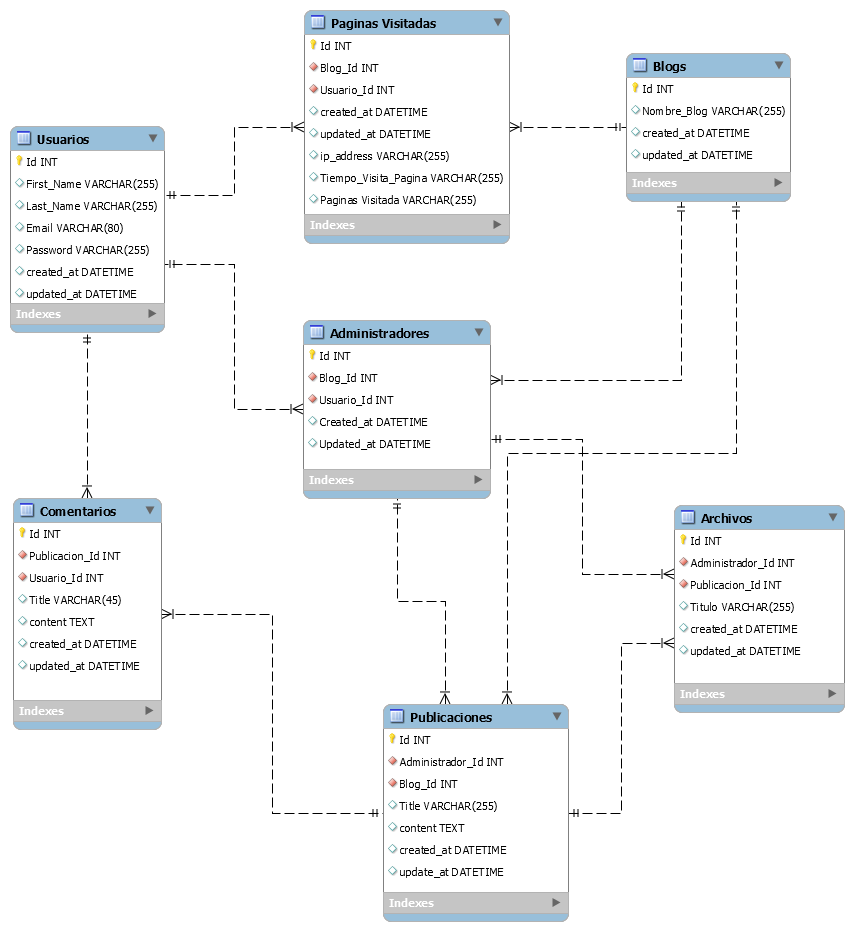 Paginas Visitadas
Id INT
Blog_Id INT
Usuario_Id INT
created_at DATETIME
updated_at DATETIME
ip_address VARCHAR(255)
Tiempo_Visita_Pagina VARCHAR(255)
Paginas Visitada VARCHAR(255)
Indexes
Blogs
Id INT
Nombre_Blog VARCHAR(255)
created_at DATETIME
updated_at DATETIME
Indexes
Usuarios
Id INT
First_Name VARCHAR(255)
Last_Name VARCHAR(255)
Email VARCHAR(80)
Password VARCHAR(255)
created_at DATETIME
updated_at DATETIME
Indexes
Administradores
Id INT
Blog_Id INT
Usuario_Id INT
Created_at DATETIME
Updated_at DATETIME
Indexes
Comentarios
Id INT
Publicacion_Id INT
Usuario_Id INT
Title VARCHAR(45)
content TEXT
created_at DATETIME
updated_at DATETIME
Indexes
Archivos
Id INT
Administrador_Id INT
Publicacion_Id INT
Titulo VARCHAR(255)
created_at DATETIME
updated_at DATETIME
Indexes
Publicaciones
Id INT
Administrador_Id INT
Blog_Id INT
Title VARCHAR(255)
content TEXT
created_at DATETIME
update_at DATETIME
Indexes